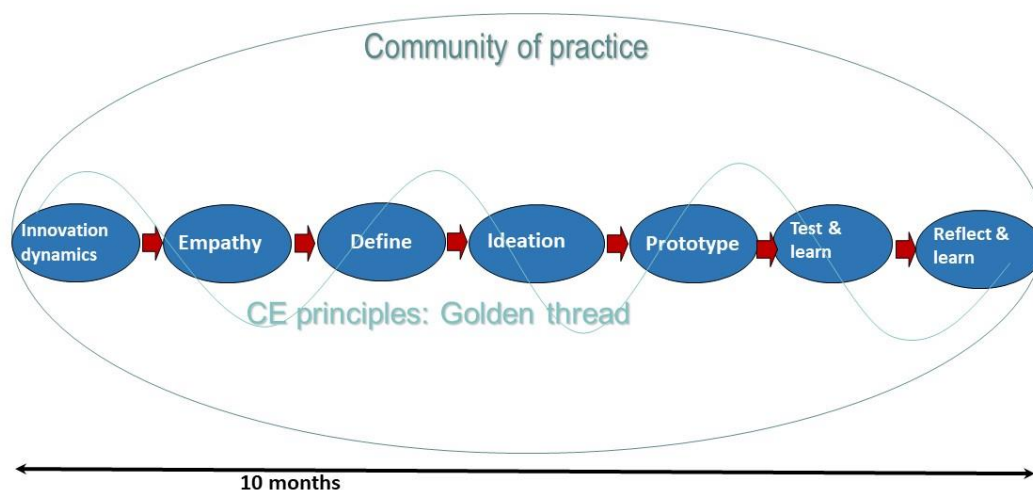 Community of practice
Innovation
dynamics
Empathy
Define
Ideation
Prototype
Test &
learn
Reflect &
learn
CE principles: Golden thread
10 months